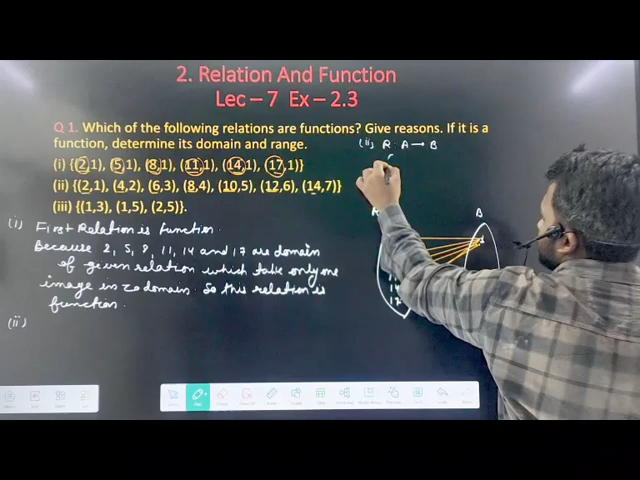 2. Relation And Function
Lec – 7 Ex – 2.3
Q 1. Which of the following relations are functions? Give reasons. If it is a
function, determine its domain and range.
(i) {(2,1), (5,1), (8,1), (11,1), (14,1), (17,1)}
(ii) {(2,1), (4,2), (6,3), (8,4), (10,5), (12,6), (14,7)}
(iii) {(1,3), (1,5), (2,5)}.
(ii) R : A → B
(i) First Relation is function.
Because 2, 5, 8, 11, 14 and 17 are domain
of given relation which take only one
image in codomain. So this relation is
function.
(ii)
A B
1
14
17